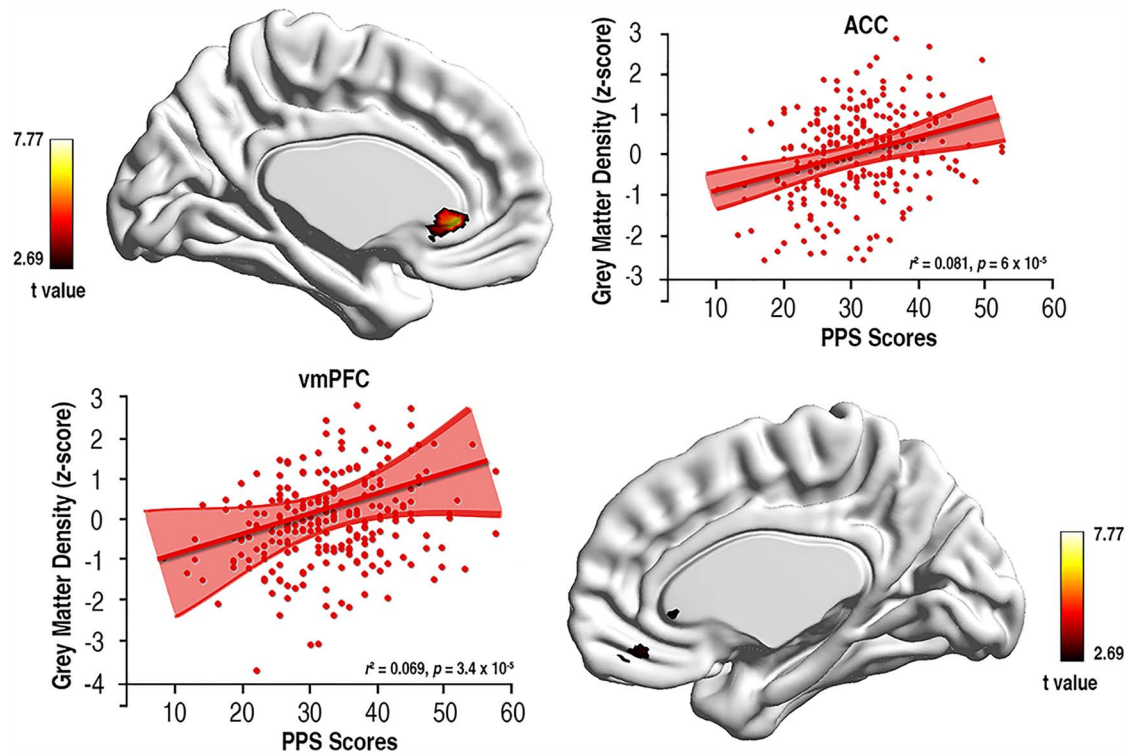 7.77
2.69
t value
ACC
Grey Matter Density (z-score)
3
2
1
0
-1
-2
-3
r² = 0.081, p = 6 x 10⁻⁵
10 20 30 40 50 60
PPS Scores
vmPFC
Grey Matter Density (z-score)
3
2
1
0
-1
-2
-3
-4
r² = 0.069, p = 3.4 x 10⁻⁵
10 20 30 40 50 60
PPS Scores
7.77
2.69
t value